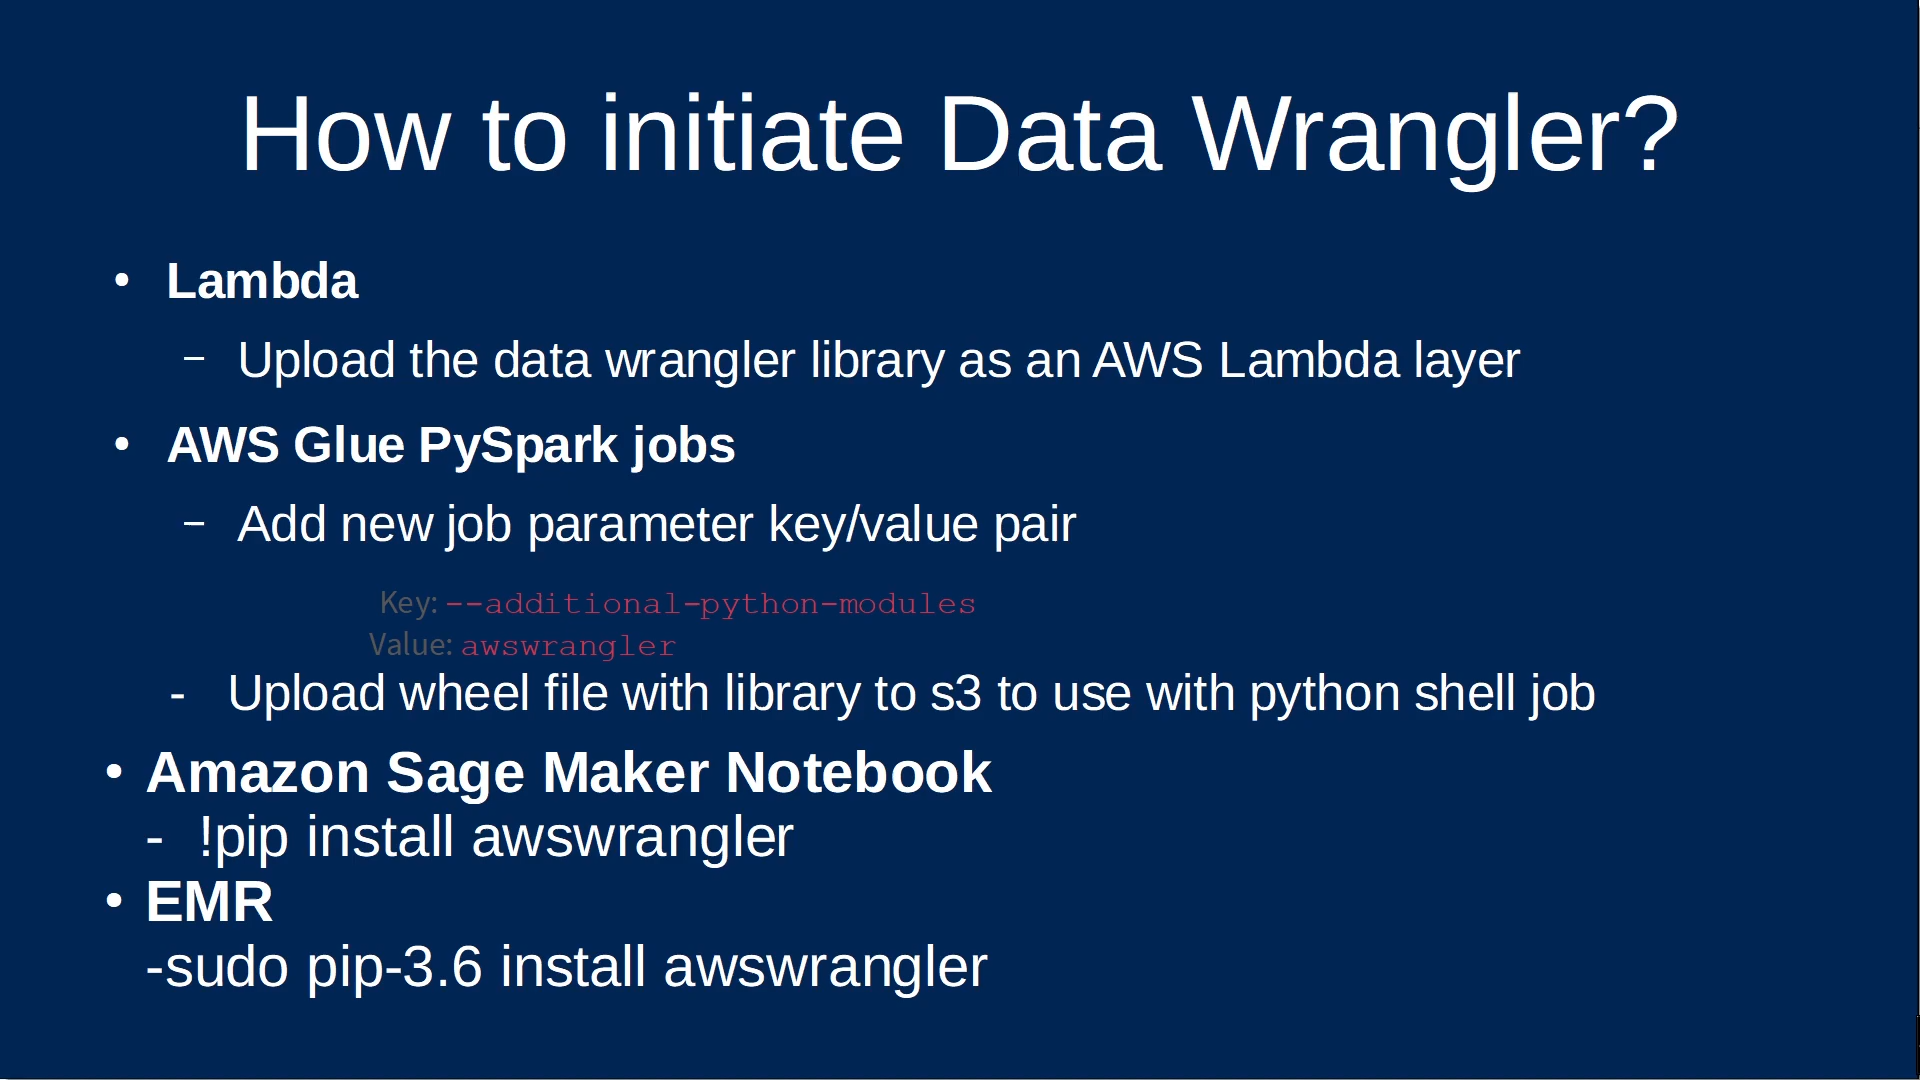 How to initiate Data Wrangler?
• Lambda
– Upload the data wrangler library as an AWS Lambda layer
• AWS Glue PySpark jobs
– Add new job parameter key/value pair
Key: --additional-python-modules
Value: awswrangler
- Upload wheel file with library to s3 to use with python shell job
• Amazon Sage Maker Notebook
- !pip install awswrangler
• EMR
-sudo pip-3.6 install awswrangler